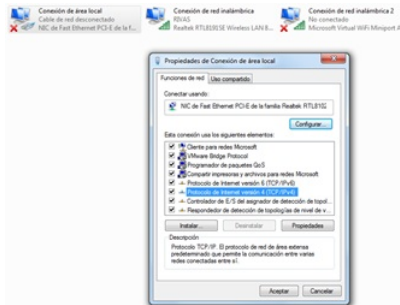 Conexión de área local
Cable de red desconectado
NIC de Fast Ethernet PCI-E de la f...
Conexión de red inalámbrica
RIVAS
Realtek RTL8191SE Wireless LAN 8...
Conexión de red inalámbrica 2
No conectado
Microsoft Virtual WiFi Miniport A
Propiedades de Conexión de área local
Funciones de red
Uso compartido
Conectar usando:
NIC de Fast Ethernet PCI-E de la familia Realtek RTL810
Configurar...
Esta conexión usa los siguientes elementos:
Cliente para redes Microsoft
VMware Bridge Protocol
Programador de paquetes QoS
Compartir impresoras y archivos para redes Microsoft
Protocolo de Internet versión 6 (TCP/IPv6)
Protocolo de Internet versión 4 (TCP/IPv4)
Controlador de E/S del asignador de detección de topol...
Respondedor de detección de topologías de nivel de v...
Instalar...
Desinstalar
Propiedades
Descripción
Protocolo TCP/IP. El protocolo de red de área extensa
predeterminado que permite la comunicación entre varias
redes conectadas entre sí.
Aceptar
Cancelar